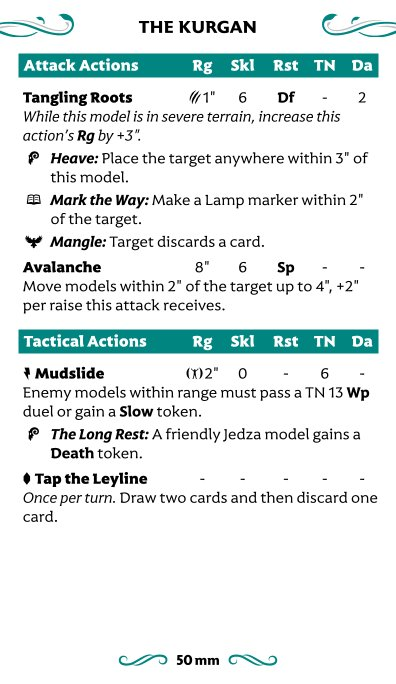 THE KURGAN
Attack Actions Rg Skl Rst TN Da
Tangling Roots 1" 6 Df - 2
While this model is in severe terrain, increase this
action's Rg by +3".
Heave: Place the target anywhere within 3" of
this model.
Mark the Way: Make a Lamp marker within 2"
of the target.
Mangle: Target discards a card.
Avalanche 8" 6 Sp - -
Move models within 2" of the target up to 4", +2"
per raise this attack receives.
Tactical Actions Rg Skl Rst TN Da
Mudslide 2" 0 - 6 -
Enemy models within range must pass a TN 13 Wp
duel or gain a Slow token.
The Long Rest: A friendly Jedza model gains a
Death token.
Tap the Leyline - - - - -
Once per turn. Draw two cards and then discard one
card.
50 mm